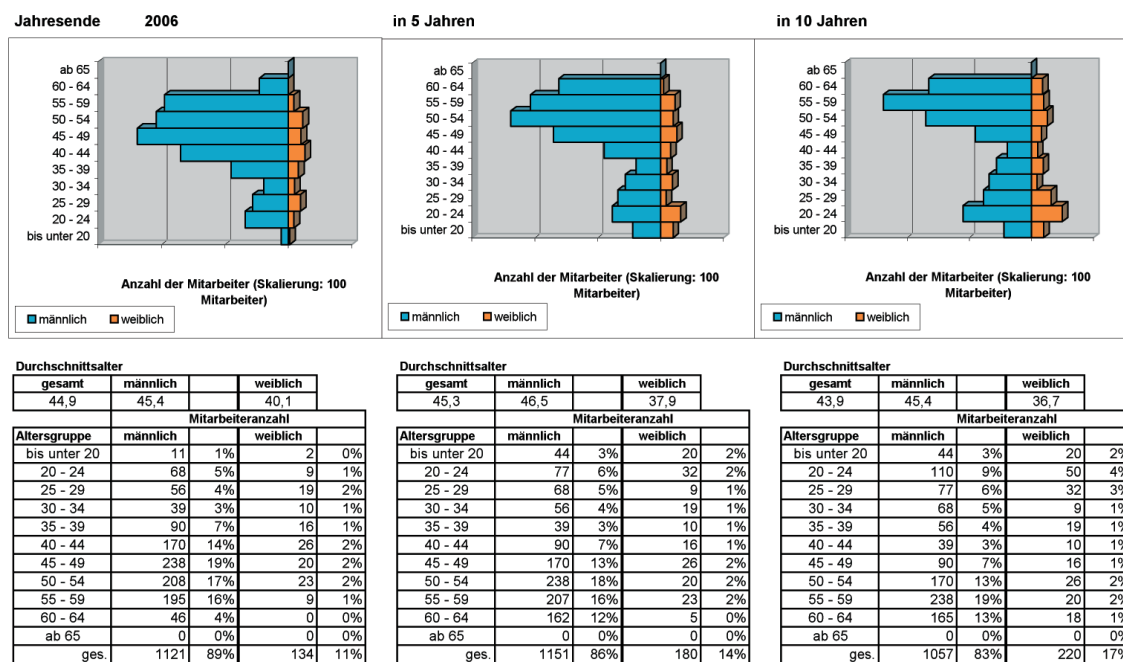 Jahresende 2006
in 5 Jahren
in 10 Jahren
ab 65
60 - 64
55 - 59
50 - 54
45 - 49
40 - 44
35 - 39
30 - 34
25 - 29
20 - 24
bis unter 20
Anzahl der Mitarbeiter (Skalierung: 100
Mitarbeiter)
männlich weiblich
ab 65
60 - 64
55 - 59
50 - 54
45 - 49
40 - 44
35 - 39
30 - 34
25 - 29
20 - 24
bis unter 20
Anzahl der Mitarbeiter (Skalierung: 100
Mitarbeiter)
männlich weiblich
ab 65
60 - 64
55 - 59
50 - 54
45 - 49
40 - 44
35 - 39
30 - 34
25 - 29
20 - 24
bis unter 20
Anzahl der Mitarbeiter (Skalierung: 100
Mitarbeiter)
männlich weiblich
Durchschnittsalter
gesamt männlich weiblich
44,9 45,4 40,1
Mitarbeiteranzahl
Altersgruppe männlich weiblich
bis unter 20 11 1% 2 0%
20 - 24 68 5% 9 1%
25 - 29 56 4% 19 2%
30 - 34 39 3% 10 1%
35 - 39 90 7% 16 1%
40 - 44 170 14% 26 2%
45 - 49 238 19% 20 2%
50 - 54 208 17% 23 2%
55 - 59 195 16% 9 1%
60 - 64 46 4% 0 0%
ab 65 0 0% 0 0%
ges. 1121 89% 134 11%
Durchschnittsalter
gesamt männlich weiblich
45,3 46,5 37,9
Mitarbeiteranzahl
Altersgruppe männlich weiblich
bis unter 20 44 3% 20 2%
20 - 24 77 6% 32 2%
25 - 29 68 5% 9 1%
30 - 34 56 4% 19 1%
35 - 39 39 3% 10 1%
40 - 44 90 7% 16 1%
45 - 49 170 13% 26 2%
50 - 54 238 18% 20 2%
55 - 59 207 16% 23 2%
60 - 64 162 12% 5 0%
ab 65 0 0% 0 0%
ges. 1151 86% 180 14%
Durchschnittsalter
gesamt männlich weiblich
43,9 45,4 36,7
Mitarbeiteranzahl
Altersgruppe männlich weiblich
bis unter 20 44 3% 20 2%
20 - 24 110 9% 50 4%
25 - 29 77 6% 32 3%
30 - 34 68 5% 9 1%
35 - 39 56 4% 19 1%
40 - 44 39 3% 10 1%
45 - 49 90 7% 16 1%
50 - 54 170 13% 26 2%
55 - 59 238 19% 20 2%
60 - 64 165 13% 18 1%
ab 65 0 0% 0 0%
ges. 1057 83% 220 17%